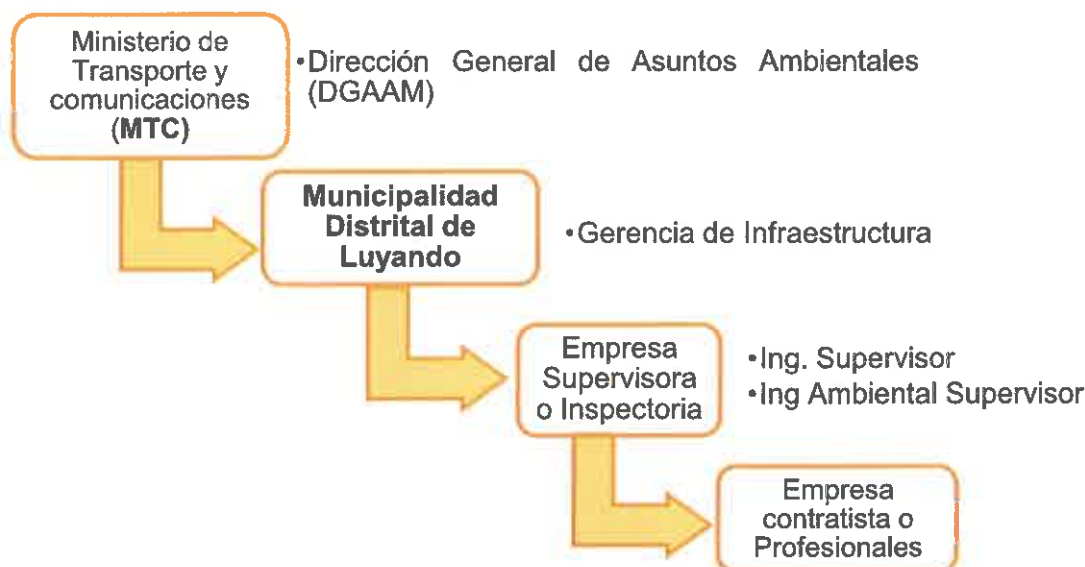 Ministerio de
Transporte y
comunicaciones
(MTC)
•Dirección General de Asuntos Ambientales
(DGAAM)
Municipalidad
Distrital de
Luyando
•Gerencia de Infraestructura
Empresa
Supervisora
o Inspectoria
•Ing. Supervisor
•Ing Ambiental Supervisor
Empresa
contratista o
Profesionales